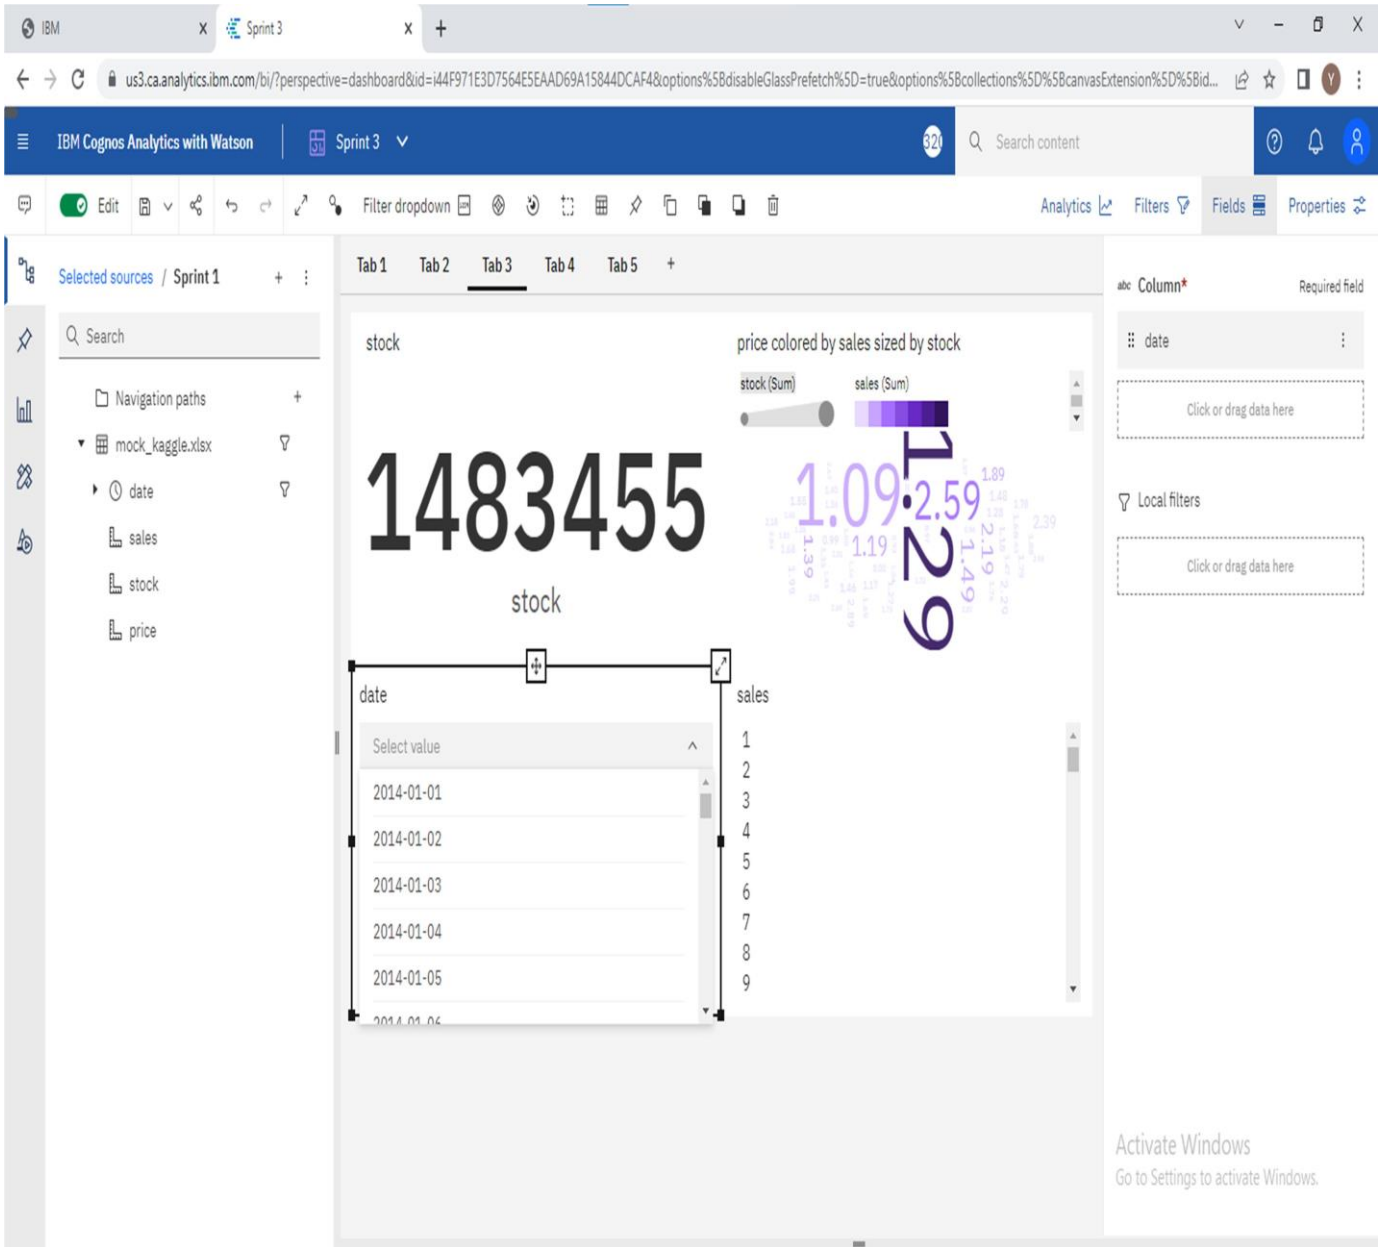 IBM
Sprint 3
us3.ca.analytics.ibm.com/bi/?perspective=dashboard&id=i44F971E3D7564E5EAAD69A15844DCAF4&options%5BdisableGlassPrefetch%5D=true&options%5Bcollections%5D%5BcanvasExtension%5D%5Bid...
Y
IBM Cognos Analytics with Watson
Sprint 3
Search content
Edit
Filter dropdown
Analytics
Filters
Fields
Properties
Selected sources / Sprint 1
Search
Navigation paths
mock_kaggle.xlsx
date
sales
stock
price
Tab 1
Tab 2
Tab 3
Tab 4
Tab 5
stock
1483455
stock
price colored by sales sized by stock
stock (Sum)
sales (Sum)
1.09
1.29
2.59
1.89
1.19
1.39
1.49
2.19
2.39
date
Select value
2014-01-01
2014-01-02
2014-01-03
2014-01-04
2014-01-05
2014-01-06
sales
1
2
3
4
5
6
7
8
9
abc Column*
Required field
date
Click or drag data here
Local filters
Click or drag data here
Activate Windows
Go to Settings to activate Windows.